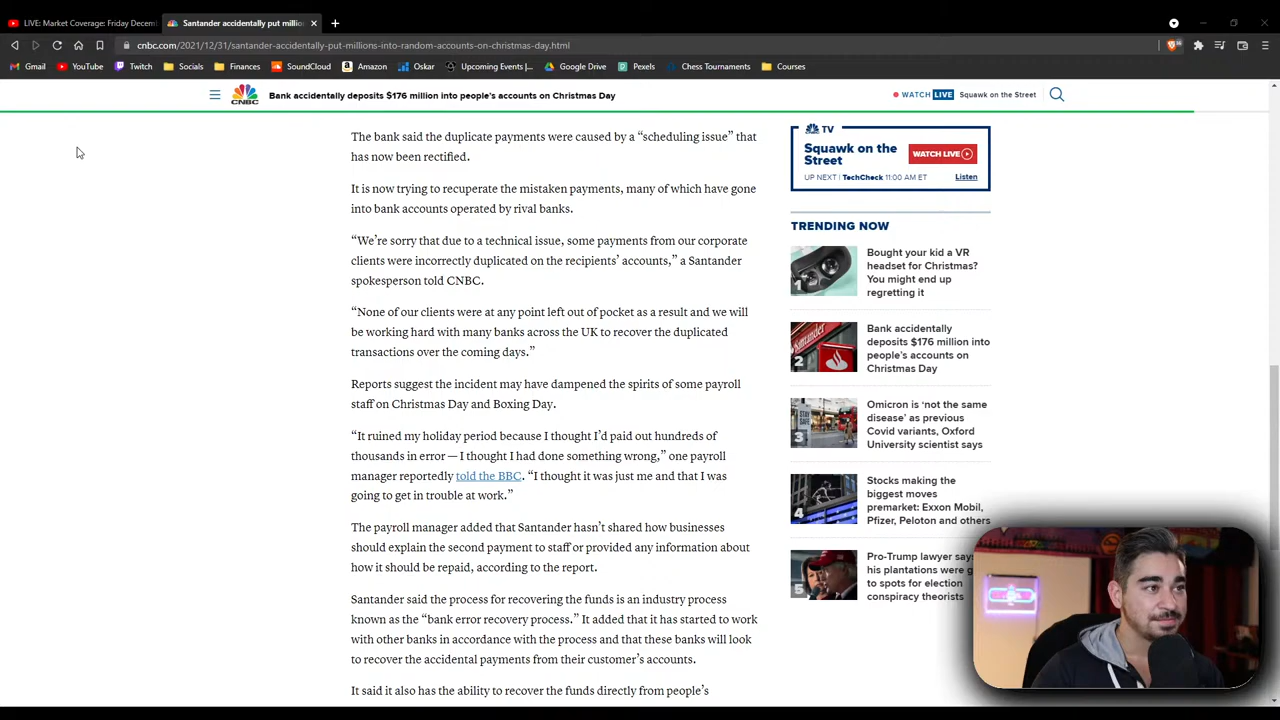 LIVE: Market Coverage: Friday Decem
Santander accidentally put millio
cnbc.com/2021/12/31/santander-accidentally-put-millions-into-random-accounts-on-christmas-day.html
Gmail
YouTube
Twitch
Socials
Finances
SoundCloud
Amazon
Oskar
Upcoming Events |...
Google Drive
Pexels
Chess Tournaments
Courses
CNBC
Bank accidentally deposits $176 million into people's accounts on Christmas Day
WATCH LIVE
Squawk on the Street
The bank said the duplicate payments were caused by a “scheduling issue” that
has now been rectified.
It is now trying to recuperate the mistaken payments, many of which have gone
into bank accounts operated by rival banks.
“We’re sorry that due to a technical issue, some payments from our corporate
clients were incorrectly duplicated on the recipients’ accounts,” a Santander
spokesperson told CNBC.
“None of our clients were at any point left out of pocket as a result and we will
be working hard with many banks across the UK to recover the duplicated
transactions over the coming days.”
Reports suggest the incident may have dampened the spirits of some payroll
staff on Christmas Day and Boxing Day.
“It ruined my holiday period because I thought I’d paid out hundreds of
thousands in error — I thought I had done something wrong,” one payroll
manager reportedly told the BBC. “I thought it was just me and that I was
going to get in trouble at work.”
The payroll manager added that Santander hasn’t shared how businesses
should explain the second payment to staff or provided any information about
how it should be repaid, according to the report.
Santander said the process for recovering the funds is an industry process
known as the “bank error recovery process.” It added that it has started to work
with other banks in accordance with the process and that these banks will look
to recover the accidental payments from their customer’s accounts.
It said it also has the ability to recover the funds directly from people’s
TV
Squawk on the
Street
WATCH LIVE
UP NEXT | TechCheck 11:00 AM ET
Listen
TRENDING NOW
1
Bought your kid a VR
headset for Christmas?
You might end up
regretting it
2
Bank accidentally
deposits $176 million into
people's accounts on
Christmas Day
3
Omicron is ‘not the same
disease’ as previous
Covid variants, Oxford
University scientist says
4
Stocks making the
biggest moves
premarket: Exxon Mobil,
Pfizer, Peloton and others
5
Pro-Trump lawyer says
his plantations were g
to spots for election
conspiracy theorists